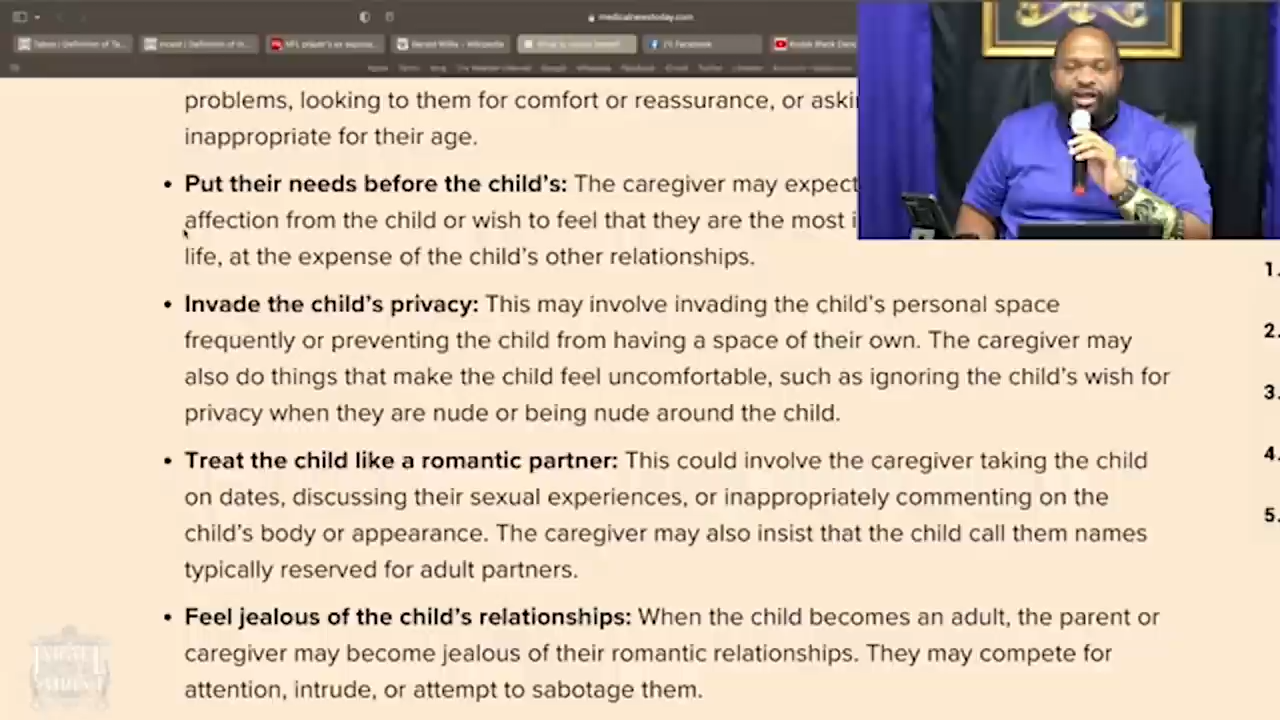 medicalnewstoday.com
Facebook
problems, looking to them for comfort or reassurance, or aski
inappropriate for their age.
• Put their needs before the child's: The caregiver may expect
affection from the child or wish to feel that they are the most i
life, at the expense of the child's other relationships.
1.
• Invade the child's privacy: This may involve invading the child's personal space
2.
frequently or preventing the child from having a space of their own. The caregiver may
also do things that make the child feel uncomfortable, such as ignoring the child's wish for
3.
privacy when they are nude or being nude around the child.
4.
• Treat the child like a romantic partner: This could involve the caregiver taking the child
on dates, discussing their sexual experiences, or inappropriately commenting on the
5.
child's body or appearance. The caregiver may also insist that the child call them names
typically reserved for adult partners.
• Feel jealous of the child's relationships: When the child becomes an adult, the parent or
caregiver may become jealous of their romantic relationships. They may compete for
attention, intrude, or attempt to sabotage them.